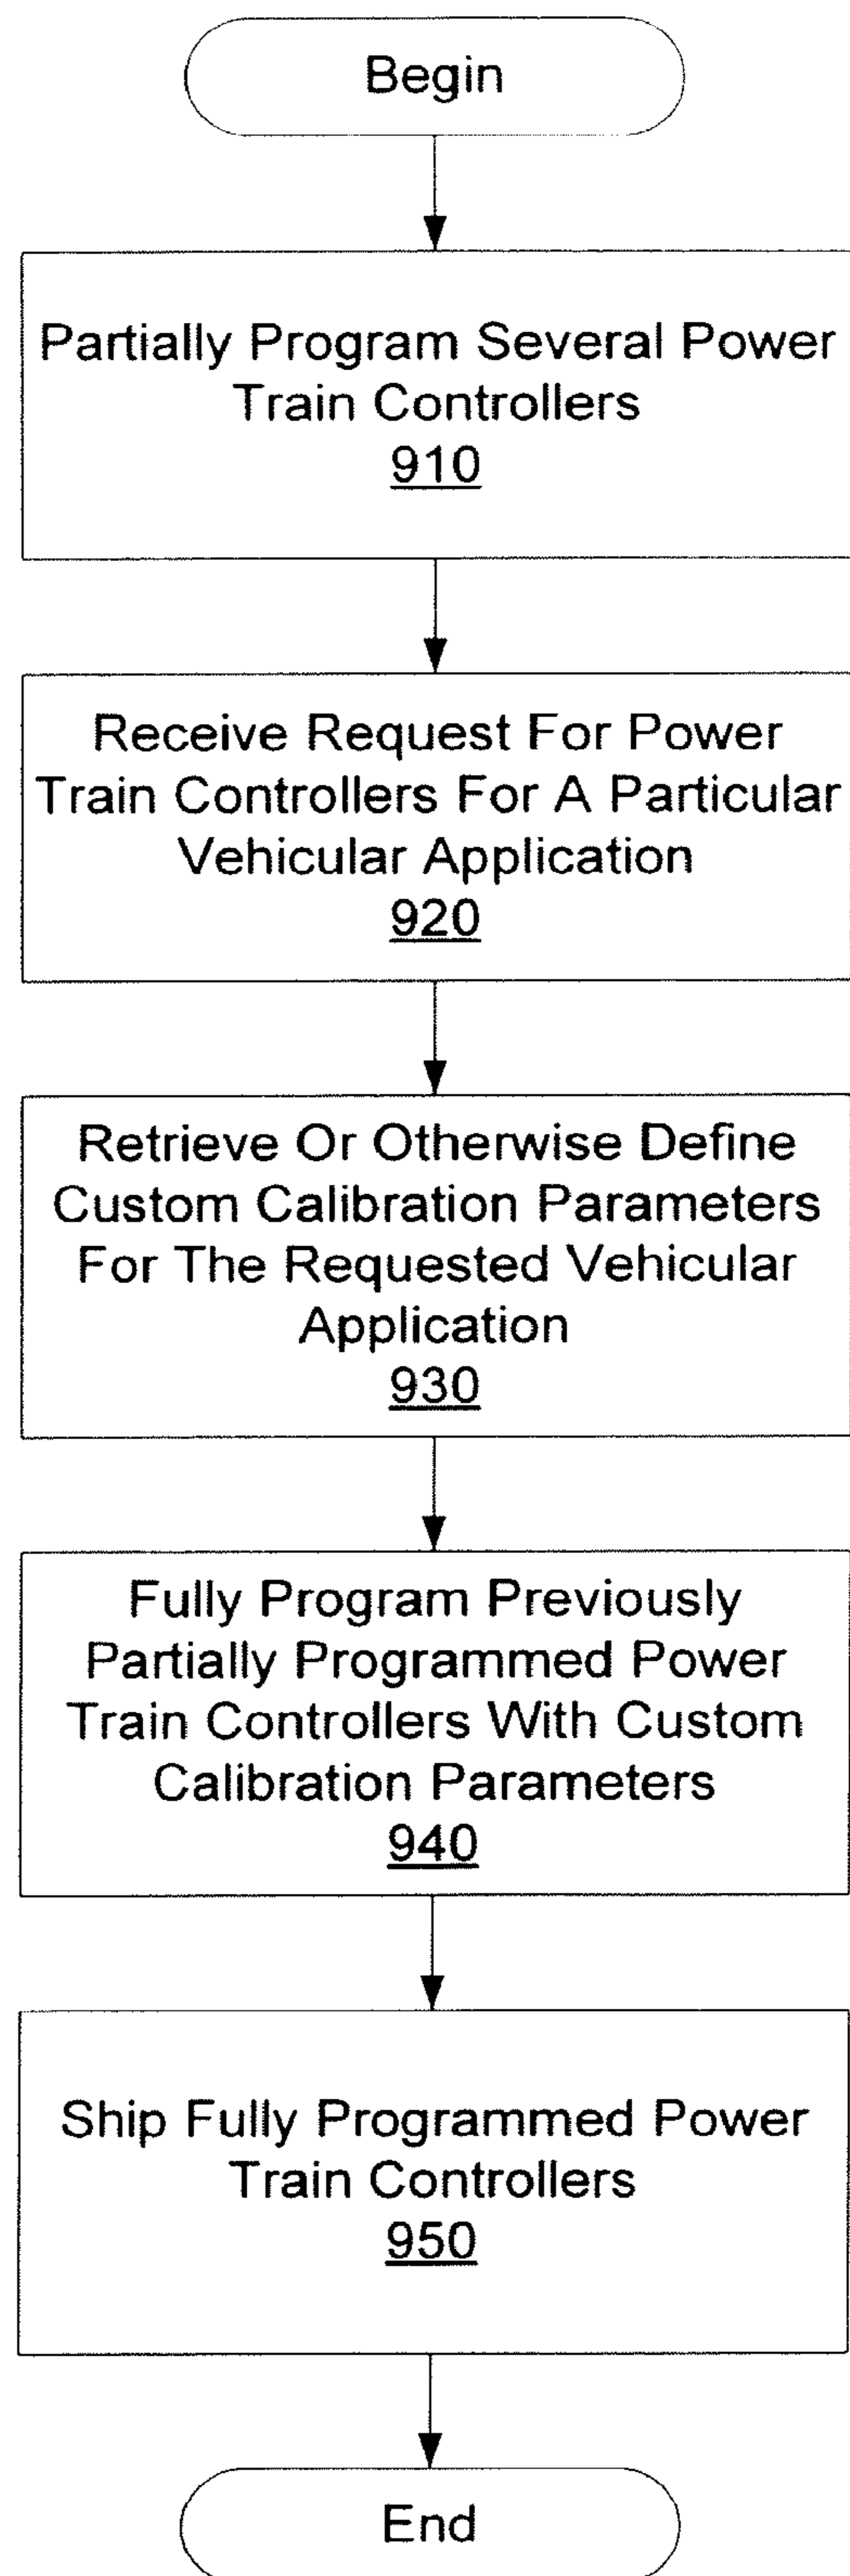 Begin
Partially Program Several Power
Train Controllers
910
Receive Request For Power
Train Controllers For A Particular
Vehicular Application
920
Retrieve Or Otherwise Define
Custom Calibration Parameters
For The Requested Vehicular
Application
930
Fully Program Previously
Partially Programmed Power
Train Controllers With Custom
Calibration Parameters
940
Ship Fully Programmed Power
Train Controllers
950
End